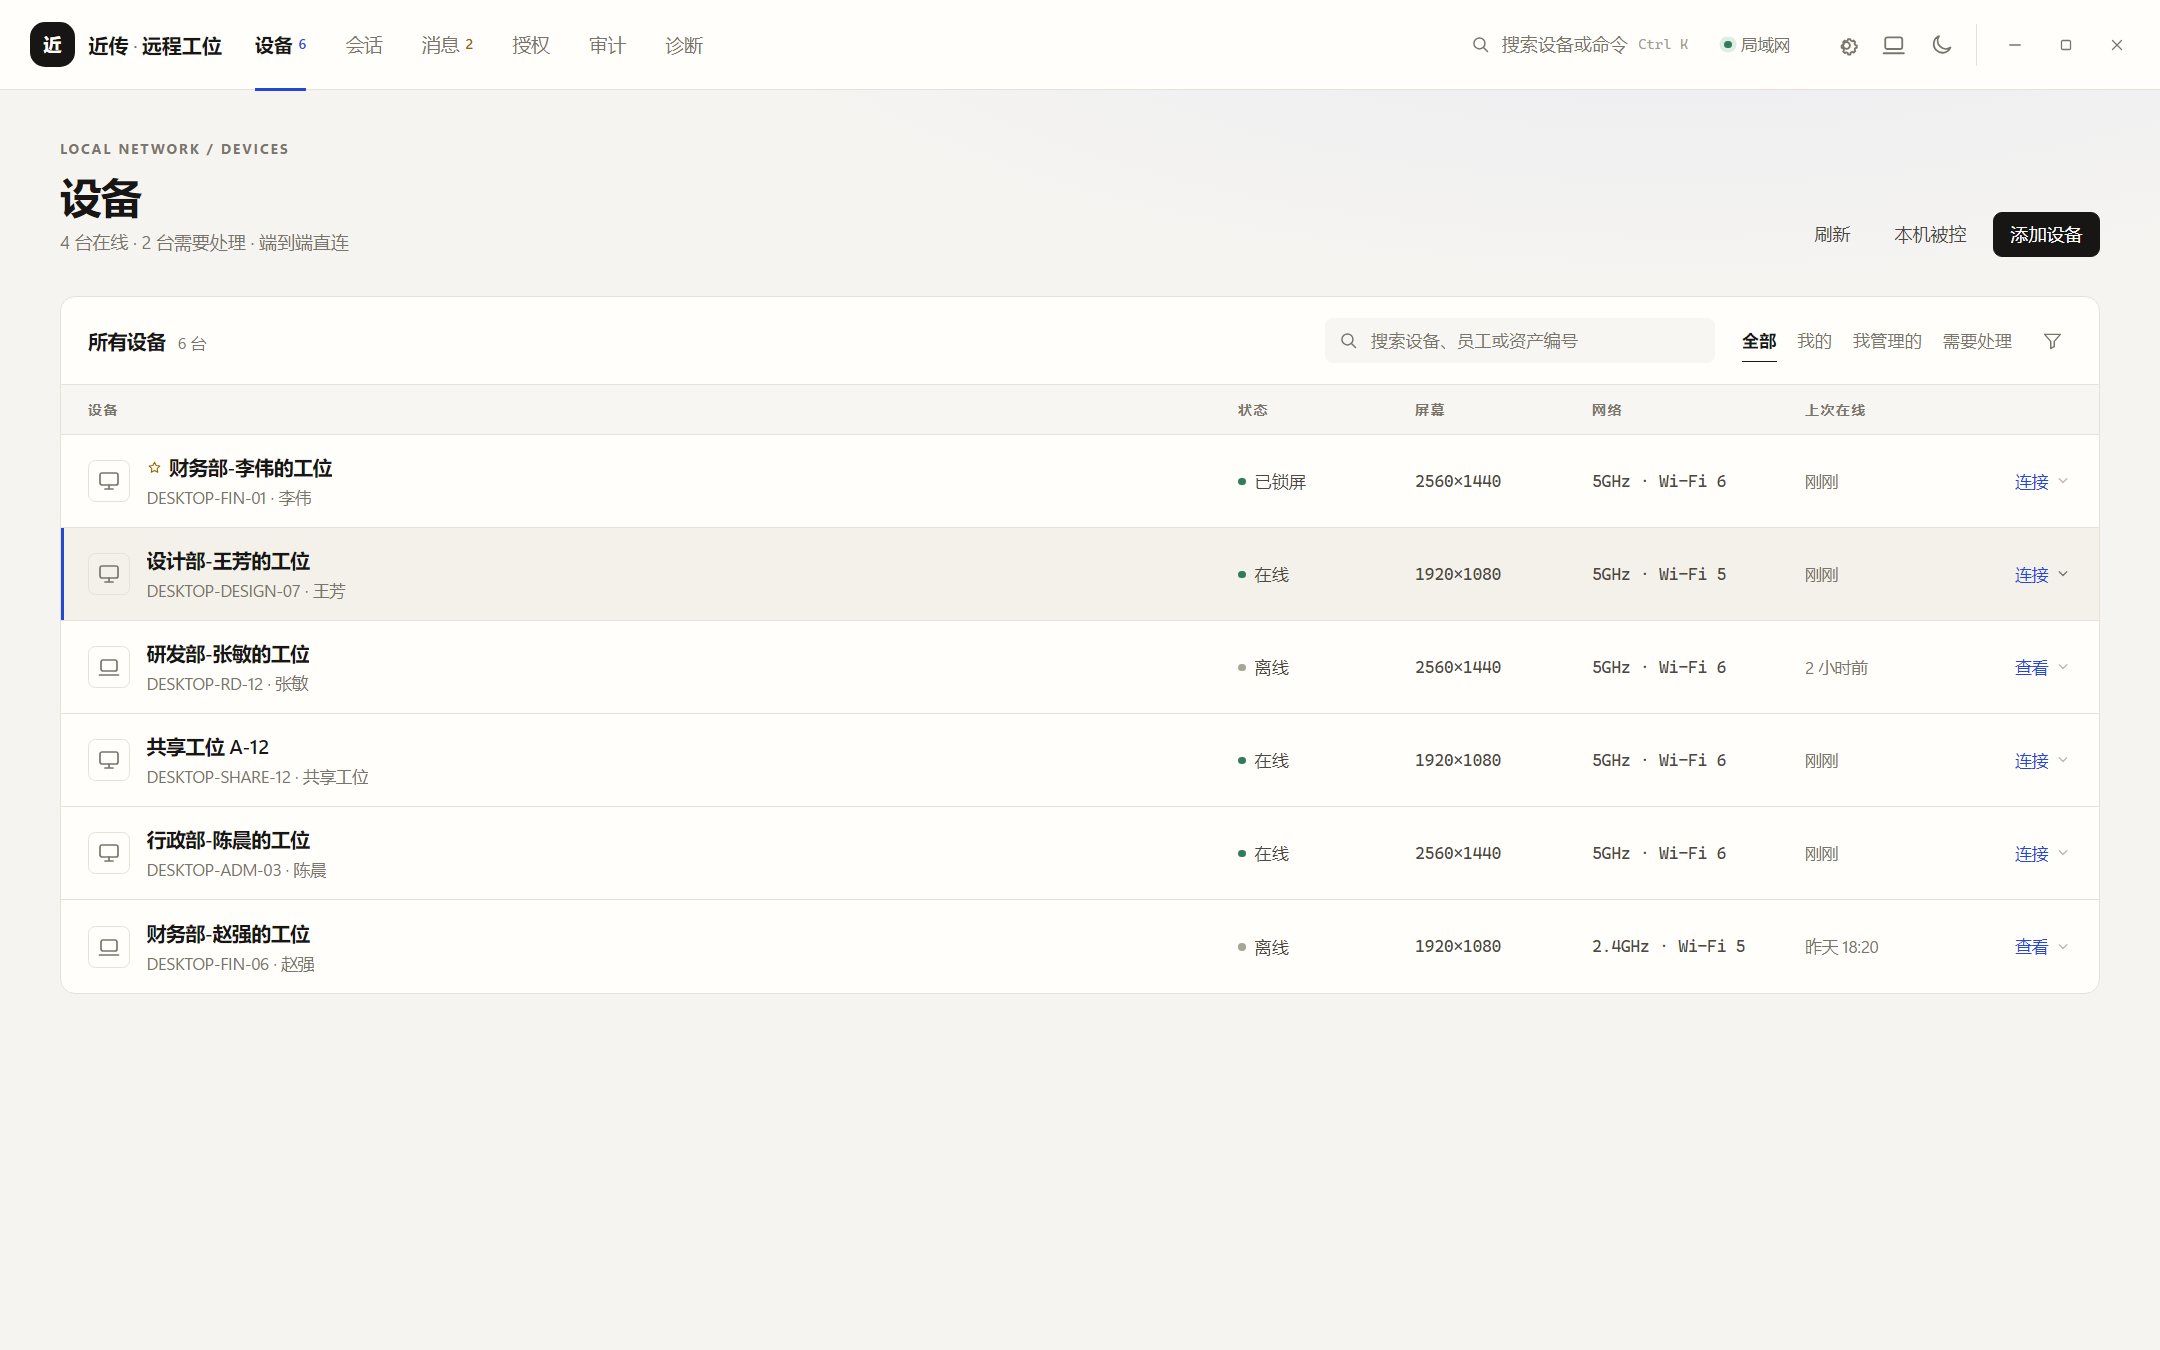 近 近传 · 远程工位 设备 6 会话 消息 2 授权 审计 诊断 搜索设备或命令 Ctrl K 局域网
LOCAL NETWORK / DEVICES
设备
4 台在线 · 2 台需要处理 · 端到端直连
刷新 本机被控 添加设备
所有设备 6 台 搜索设备、员工或资产编号 全部 我的 我管理的 需要处理
设备 状态 屏幕 网络 上次在线
财务部-李伟的工位
DESKTOP-FIN-01 · 李伟
已锁屏 2560×1440 5GHz · Wi-Fi 6 刚刚 连接
设计部-王芳的工位
DESKTOP-DESIGN-07 · 王芳
在线 1920×1080 5GHz · Wi-Fi 5 刚刚 连接
研发部-张敏的工位
DESKTOP-RD-12 · 张敏
离线 2560×1440 5GHz · Wi-Fi 6 2 小时前 查看
共享工位 A-12
DESKTOP-SHARE-12 · 共享工位
在线 1920×1080 5GHz · Wi-Fi 6 刚刚 连接
行政部-陈晨的工位
DESKTOP-ADM-03 · 陈晨
在线 2560×1440 5GHz · Wi-Fi 6 刚刚 连接
财务部-赵强的工位
DESKTOP-FIN-06 · 赵强
离线 1920×1080 2.4GHz · Wi-Fi 5 昨天 18:20 查看